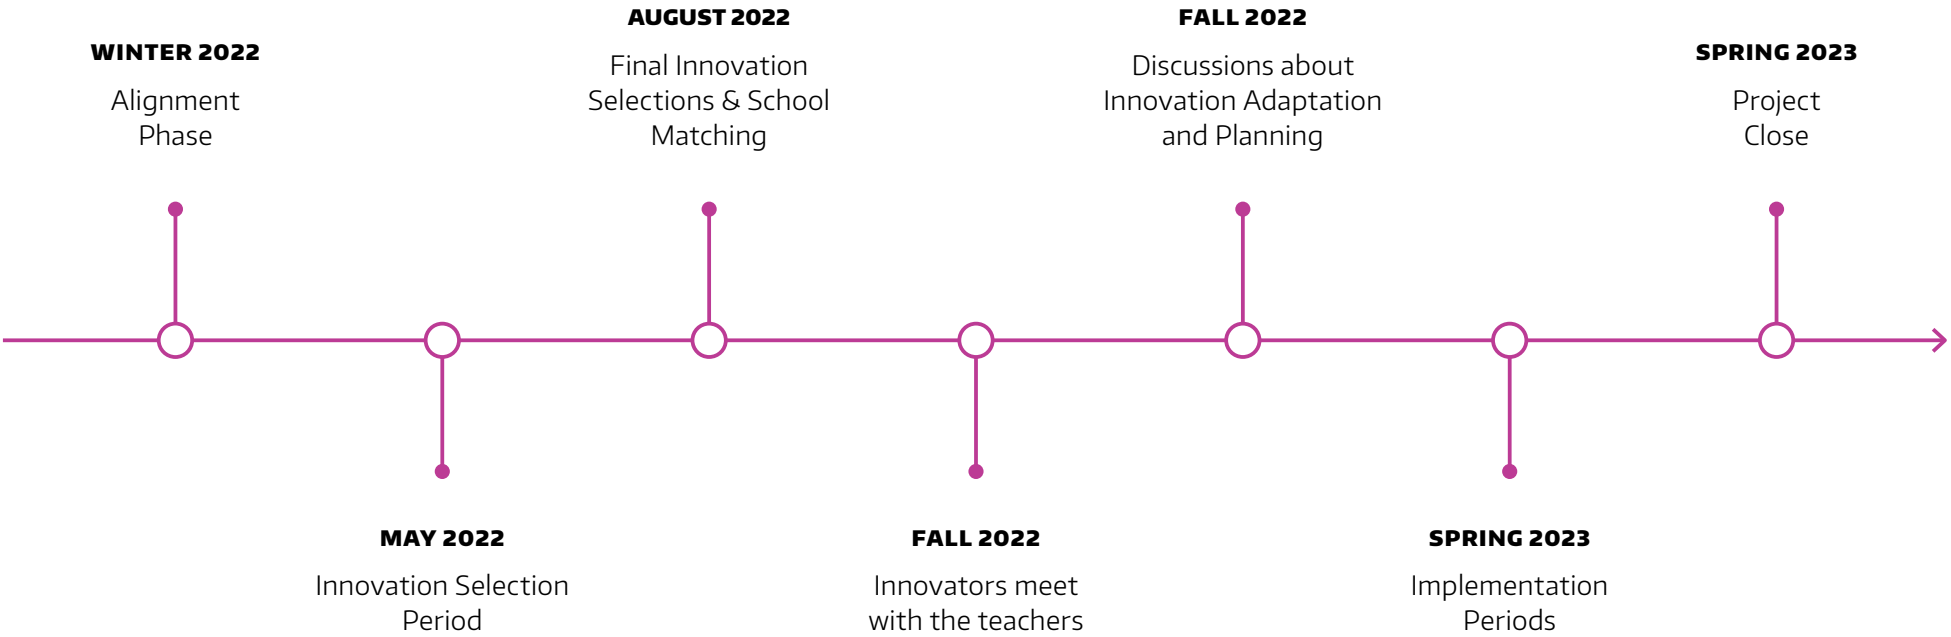 WINTER 2022
Alignment
Phase
MAY 2022
Innovation Selection
Period
AUGUST 2022
Final Innovation
Selections & School
Matching
FALL 2022
Innovators meet
with the teachers
FALL 2022
Discussions about
Innovation Adaptation
and Planning
SPRING 2023
Implementation
Periods
SPRING 2023
Project
Close